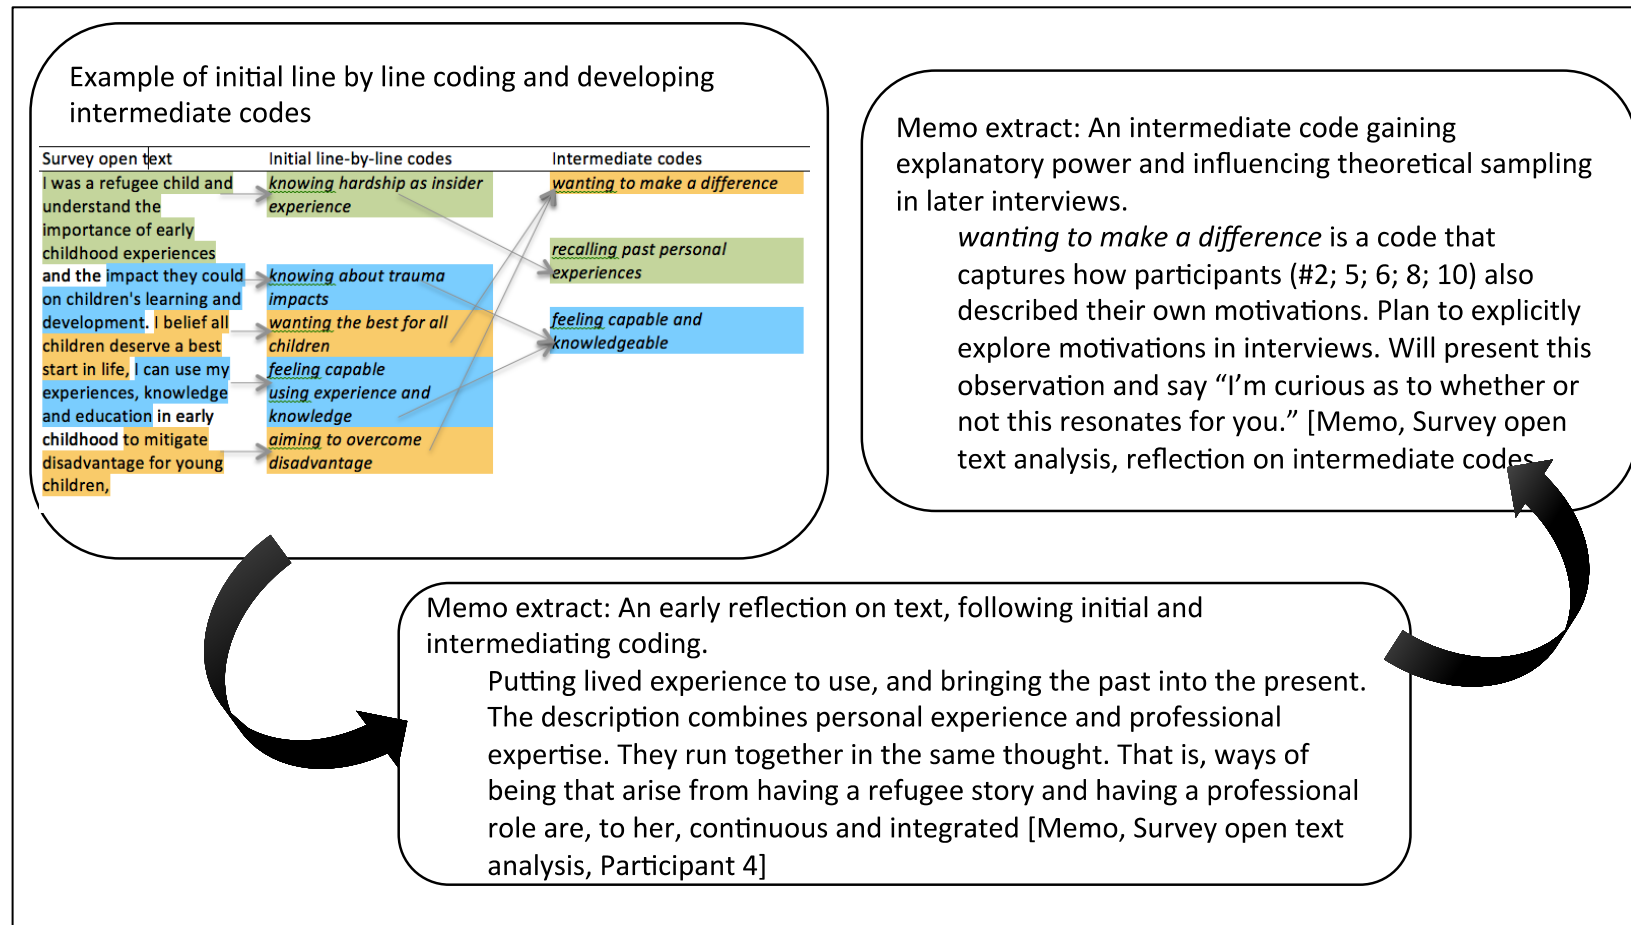 Example of initial line by line coding and developing
intermediate codes
Survey open text
I was a refugee child and
understand the
importance of early
childhood experiences
and the impact they could
on children's learning and
development. I belief all
children deserve a best
start in life, I can use my
experiences, knowledge
and education in early
childhood to mitigate
disadvantage for young
children,
Initial line-by-line codes
knowing hardship as insider
experience
knowing about trauma
impacts
wanting the best for all
children
feeling capable
using experience and
knowledge
aiming to overcome
disadvantage
Intermediate codes
wanting to make a difference
recalling past personal
experiences
feeling capable and
knowledgeable
Memo extract: An early reflection on text, following initial and
intermediating coding.
Putting lived experience to use, and bringing the past into the present.
The description combines personal experience and professional
expertise. They run together in the same thought. That is, ways of
being that arise from having a refugee story and having a professional
role are, to her, continuous and integrated [Memo, Survey open text
analysis, Participant 4]
Memo extract: An intermediate code gaining
explanatory power and influencing theoretical sampling
in later interviews.
wanting to make a difference is a code that
captures how participants (#2; 5; 6; 8; 10) also
described their own motivations. Plan to explicitly
explore motivations in interviews. Will present this
observation and say “I’m curious as to whether or
not this resonates for you.” [Memo, Survey open
text analysis, reflection on intermediate codes